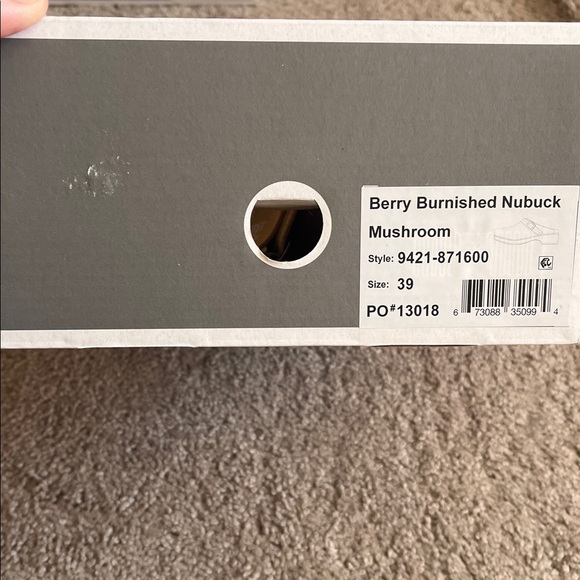 Berry Burnished Nubuck
Mushroom
Style: 9421-871600
Size: 39
PO#13018
6 73088 35099 4